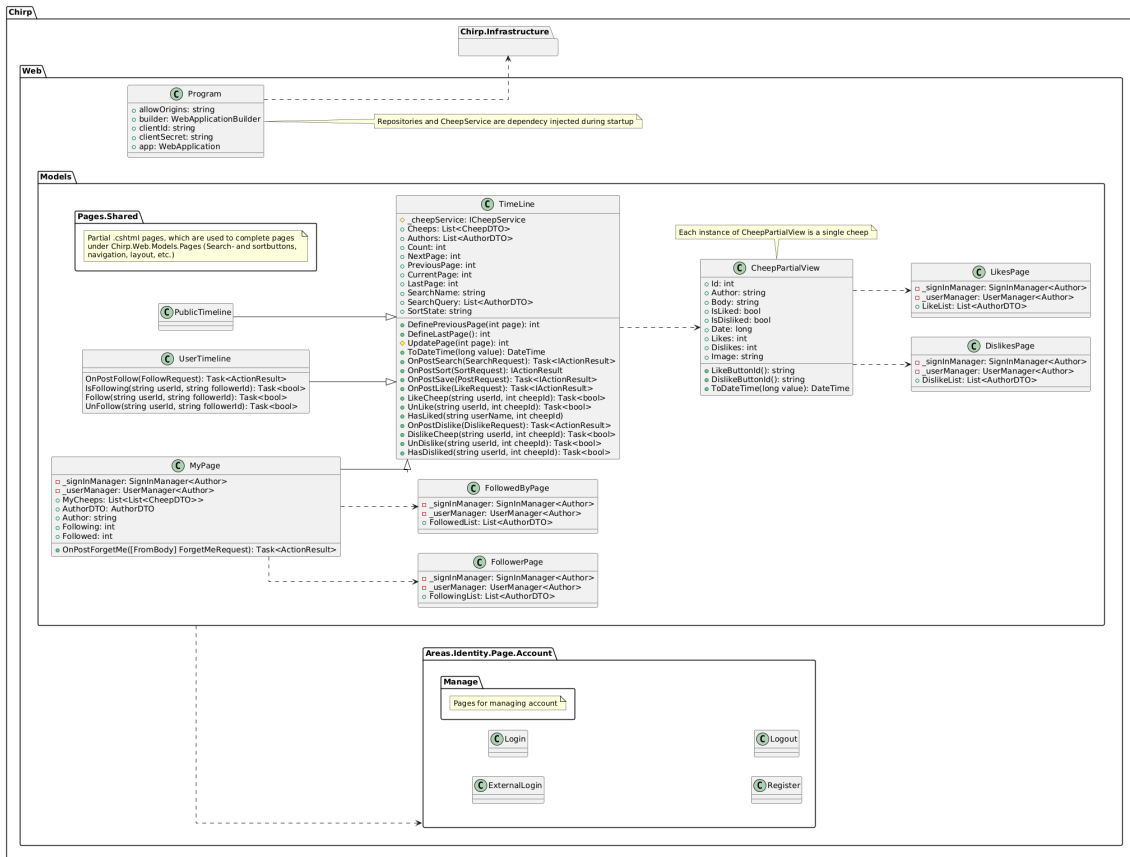 Chirp
Chirp.Infrastructure
Web
C Program
allowOrigins: string
builder: WebApplicationBuilder
clientId: string
clientSecret: string
app: WebApplication
Repositories and CheepService are dependecy injected during startup
Models
Pages.Shared
Partial .cshtml pages, which are used to complete pages
under Chirp.Web.Models.Pages (Search- and sortbuttons,
navigation, layout, etc.)
C TimeLine
_cheepService: ICheepService
Cheeps: List<CheepDTO>
Authors: List<AuthorDTO>
Count: int
NextPage: int
PreviousPage: int
CurrentPage: int
LastPage: int
SearchName: string
SearchQuery: List<AuthorDTO>
SortState: string
DefinePreviousPage(int page): int
DefineLastPage(): int
UpdatePage(int page): int
ToDateTime(long value): DateTime
OnPostSearch(SearchRequest): Task<IActionResult>
OnPostSort(SortRequest): IActionResult
OnPostSave(PostRequest): Task<IActionResult>
OnPostLike(LikeRequest): Task<IActionResult>
LikeCheep(string userId, int cheepId): Task<bool>
UnLike(string userId, int cheepId): Task<bool>
HasLiked(string userName, int cheepId)
OnPostDislike(DislikeRequest): Task<ActionResult>
DislikeCheep(string userId, int cheepId): Task<bool>
UnDislike(string userId, int cheepId): Task<bool>
HasDisliked(string userId, int cheepId): Task<bool>
Each instance of CheepPartialView is a single cheep
C CheepPartialView
Id: int
Author: string
Body: string
IsLiked: bool
IsDisliked: bool
Date: long
Likes: int
Dislikes: int
Image: string
LikeButtonId(): string
DislikeButtonId(): string
ToDateTime(long value): DateTime
C LikesPage
_signInManager: SignInManager<Author>
_userManager: UserManager<Author>
LikeList: List<AuthorDTO>
C DislikesPage
_signInManager: SignInManager<Author>
_userManager: UserManager<Author>
DislikeList: List<AuthorDTO>
C PublicTimeline
C UserTimeline
OnPostFollow(FollowRequest): Task<ActionResult>
IsFollowing(string userId, string followerId): Task<bool>
Follow(string userId, string followerId): Task<bool>
UnFollow(string userId, string followerId): Task<bool>
C MyPage
_signInManager: SignInManager<Author>
_userManager: UserManager<Author>
MyCheeps: List<List<CheepDTO>>
AuthorDTO: AuthorDTO
Author: string
Following: int
Followed: int
OnPostForgetMe([FromBody] ForgetMeRequest): Task<ActionResult>
C FollowedByPage
_signInManager: SignInManager<Author>
_userManager: UserManager<Author>
FollowedList: List<AuthorDTO>
C FollowerPage
_signInManager: SignInManager<Author>
_userManager: UserManager<Author>
FollowingList: List<AuthorDTO>
Areas.Identity.Page.Account
Manage
Pages for managing account
C Login
C Logout
C ExternalLogin
C Register